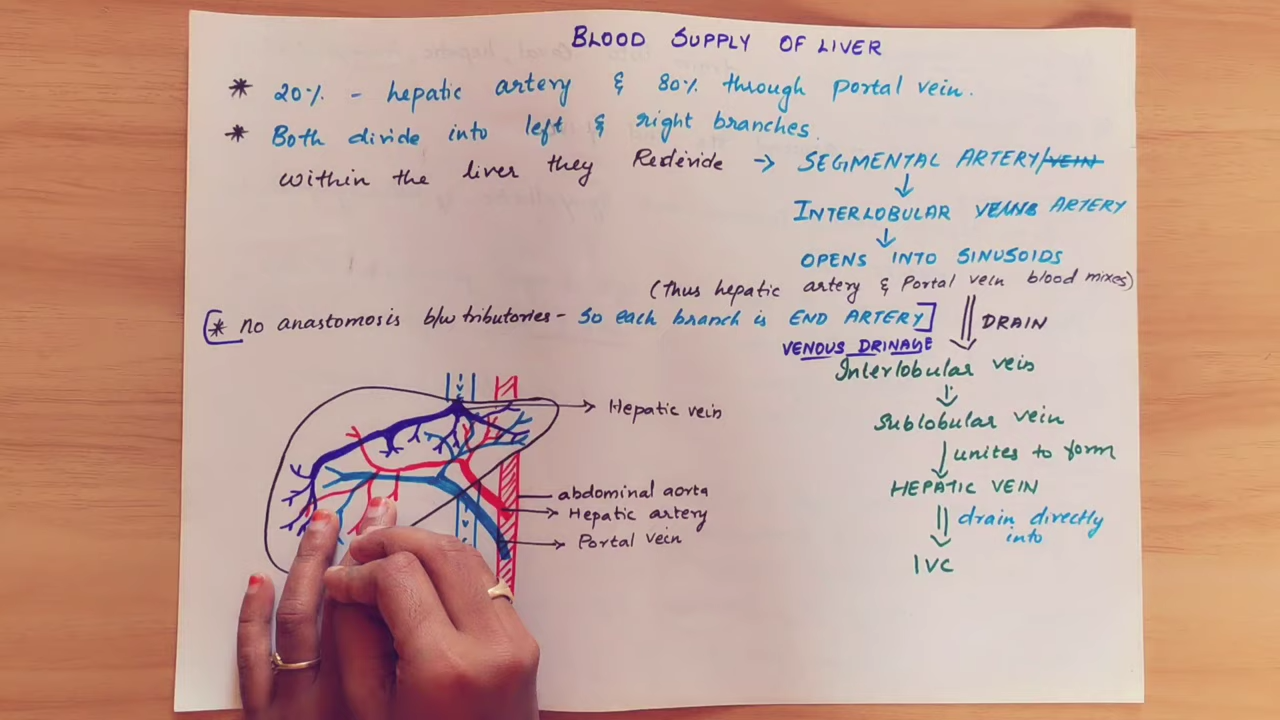 BLOOD SUPPLY OF LIVER
* 20% - hepatic artery & 80% through portal vein.
* Both divide into left & right branches.
within the liver they Redivide → SEGMENTAL ARTERY/VEIN
↓
INTERLOBULAR VEINS ARTERY
↓
OPENS INTO SINUSOIDS
(Thus hepatic artery & Portal vein blood mixes)
[* no anastomosis b/w tributories - so each branch is END ARTERY]
DRAIN
VENOUS DRINAGE
Interlobular vein
↓
Sublobular vein
↓ unites to form
HEPATIC VEIN
⇓ drain directly into
IVC
→ Hepatic vein
abdominal aorta
→ Hepatic artery
→ Portal vein